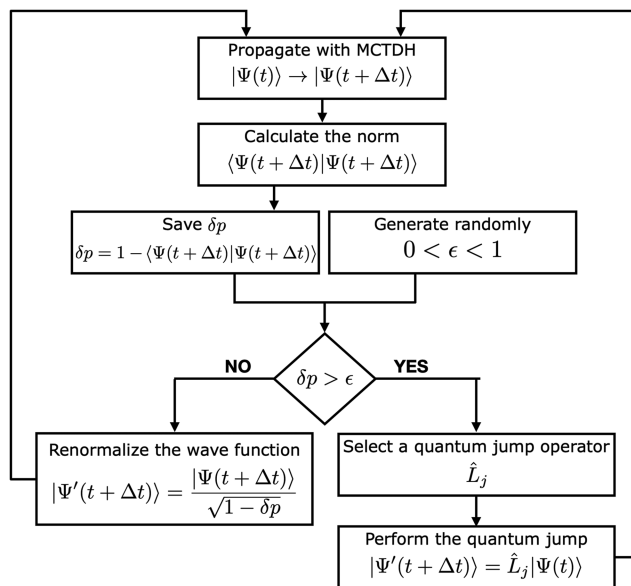 Propagate with MCTDH
|Ψ(t)⟩ → |Ψ(t + Δt)⟩
Calculate the norm
⟨Ψ(t + Δt)|Ψ(t + Δt)⟩
Save δp
δp = 1 − ⟨Ψ(t + Δt)|Ψ(t + Δt)⟩
Generate randomly
0 < ϵ < 1
NO
δp > ϵ
YES
Renormalize the wave function
|Ψ′(t + Δt)⟩ = |Ψ(t + Δt)⟩ / √(1 − δp)
Select a quantum jump operator
L̂ⱼ
Perform the quantum jump
|Ψ′(t + Δt)⟩ = L̂ⱼ|Ψ(t)⟩